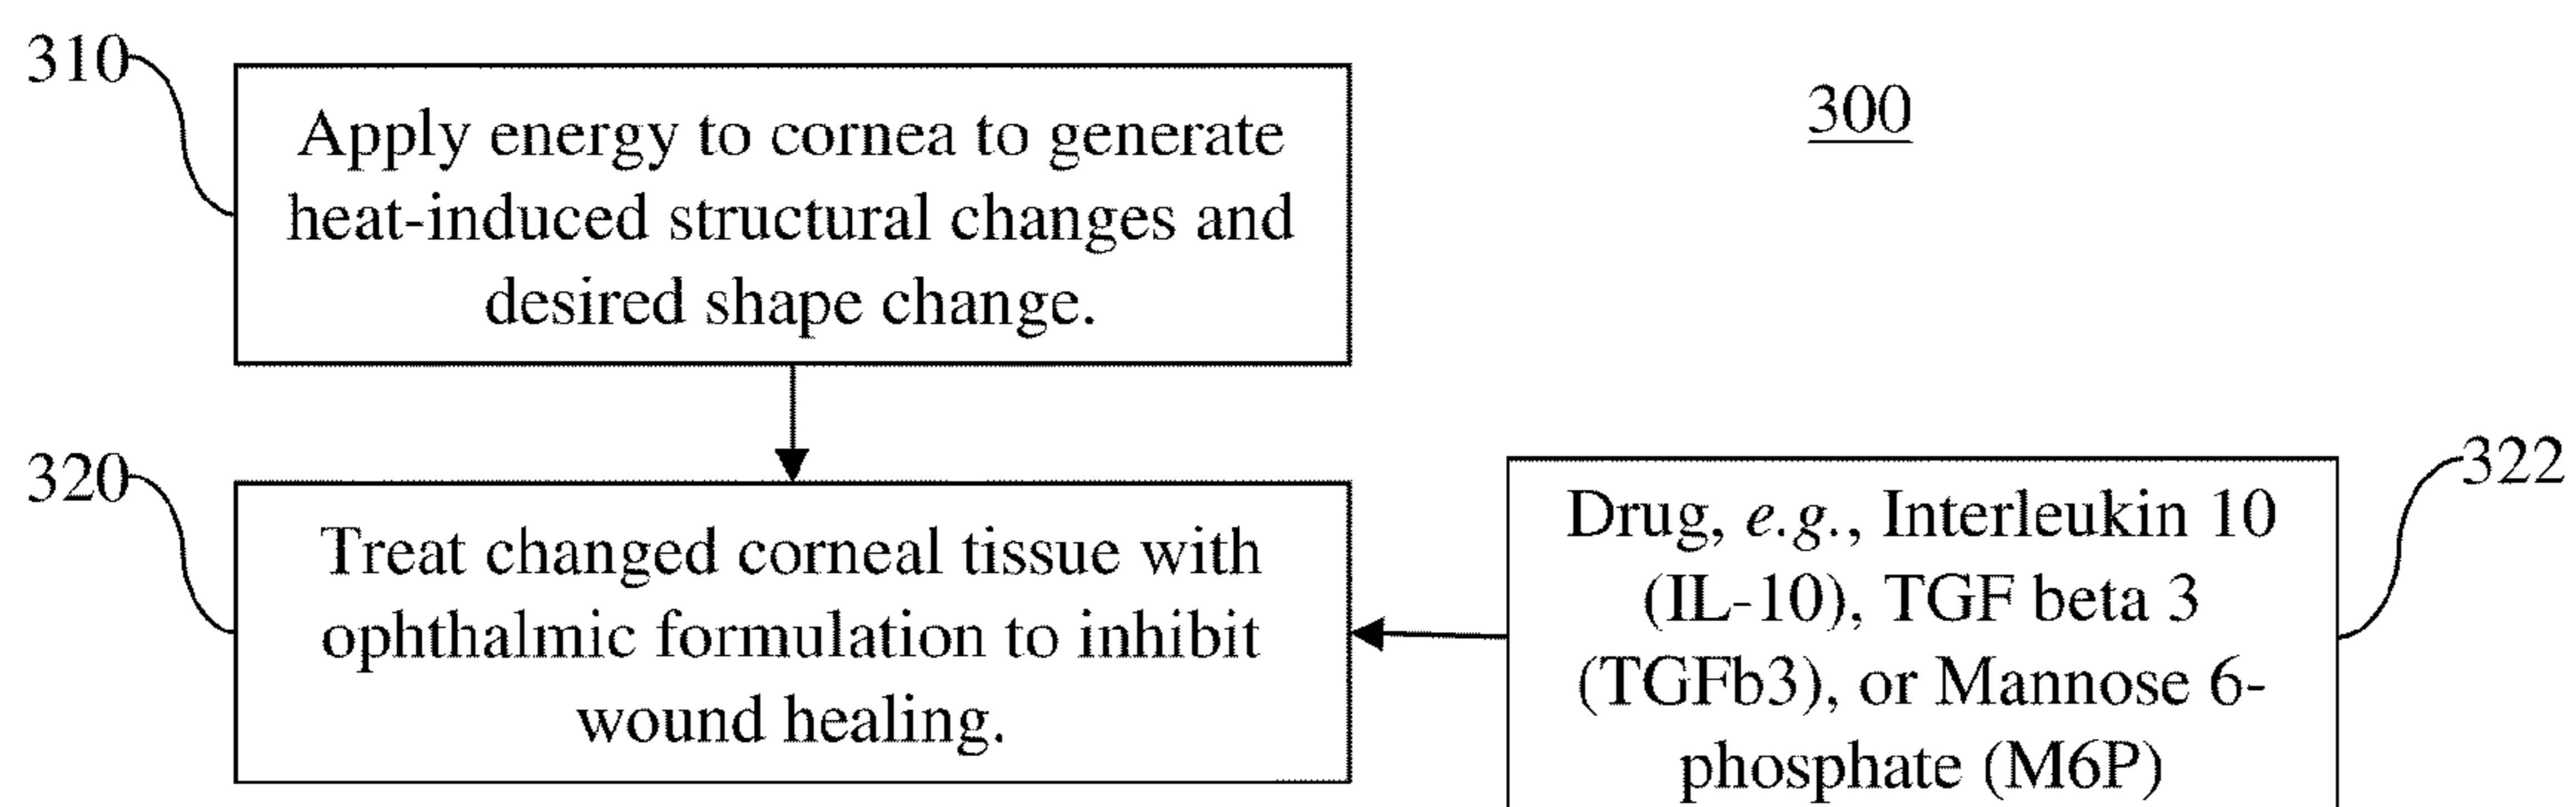 310
300
Apply energy to cornea to generate
heat-induced structural changes and
desired shape change.
320
322
Treat changed corneal tissue with
ophthalmic formulation to inhibit
wound healing.
Drug, e.g., Interleukin 10
(IL-10), TGF beta 3
(TGFb3), or Mannose 6-
phosphate (M6P)